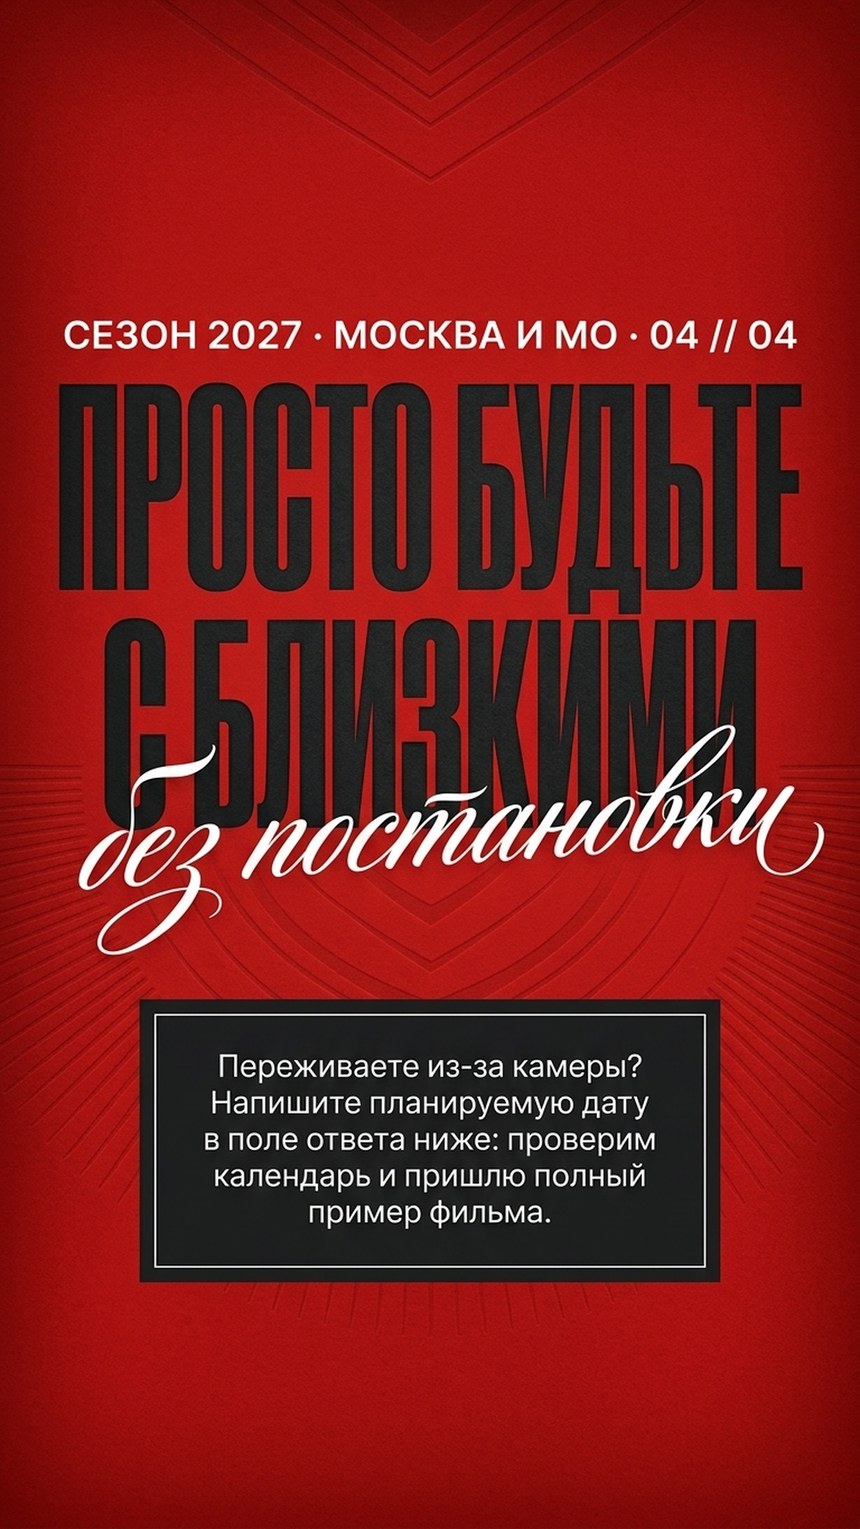 СЕЗОН 2027 · МОСКВА И МО · 04 // 04
ПРОСТО БУДЬТЕ
С БЛИЗКИМИ
без постановки
Переживаете из-за камеры?
Напишите планируемую дату
в поле ответа ниже: проверим
календарь и пришлю полный
пример фильма.